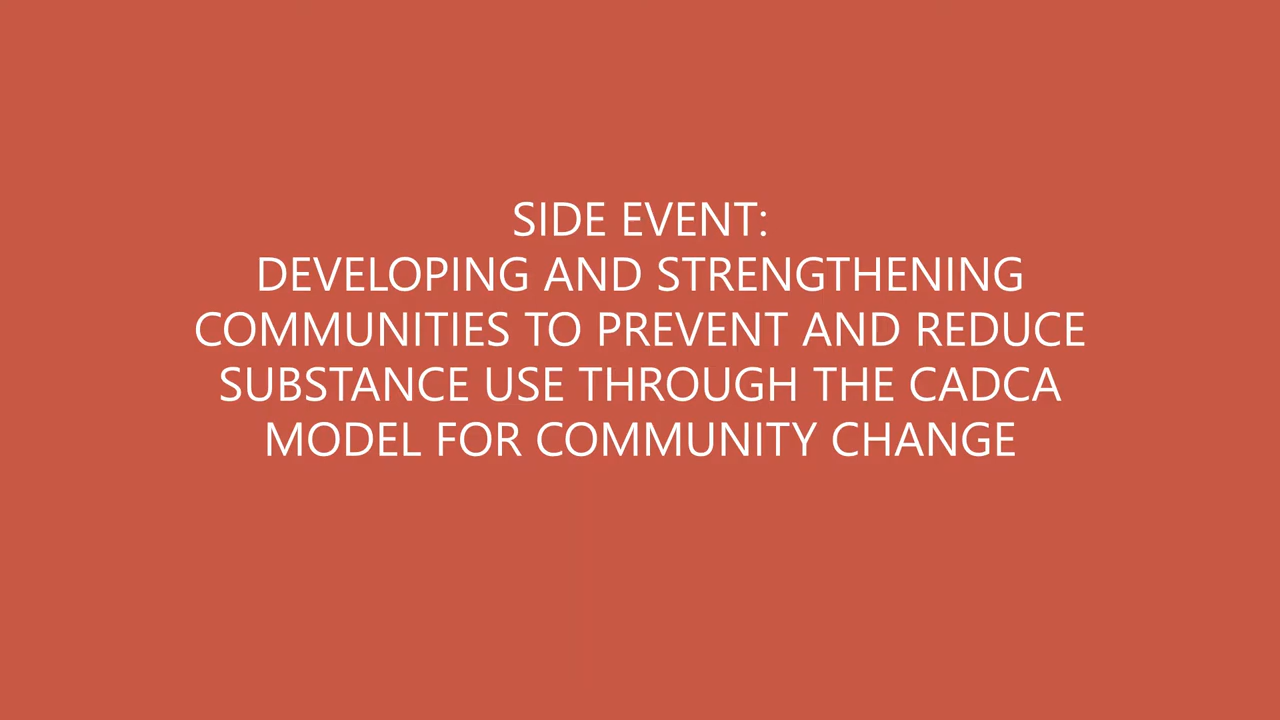 SIDE EVENT:
DEVELOPING AND STRENGTHENING
COMMUNITIES TO PREVENT AND REDUCE
SUBSTANCE USE THROUGH THE CADCA
MODEL FOR COMMUNITY CHANGE